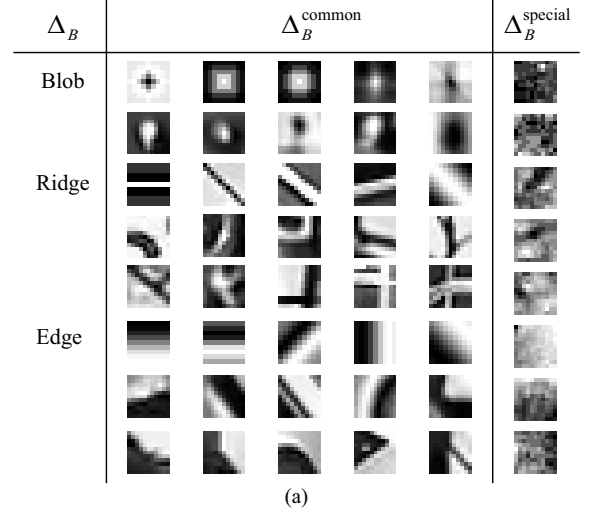 Δ_B Δ_B^common Δ_B^special
Blob
Ridge
Edge
(a)